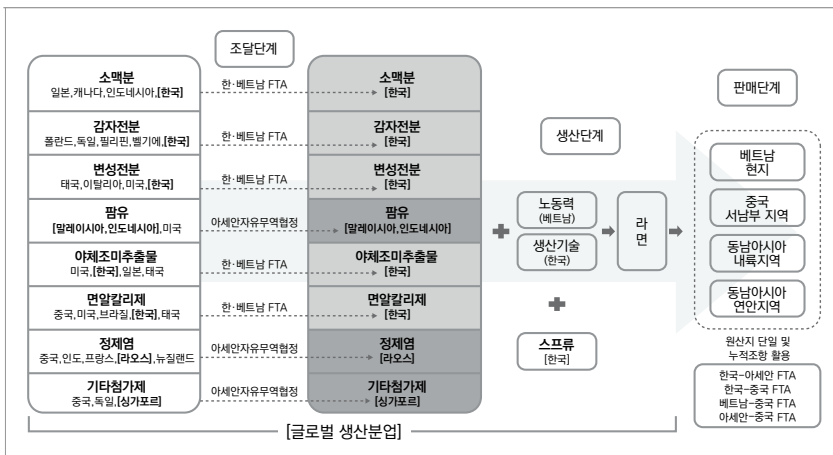 조달단계
소맥분
일본,캐나다,인도네시아,[한국]
감자전분
폴란드,독일,필리핀,벨기에,[한국]
변성전분
태국,이탈리아,미국,[한국]
팜유
[말레이시아,인도네시아],미국
야체조미추출물
미국,[한국],일본,태국
면알칼리제
중국,미국,브라질,[한국],태국
정제염
중국,인도,프랑스,[라오스],뉴질랜드
기타첨가제
중국,독일,[싱가포르]
한·베트남 FTA
한·베트남 FTA
한·베트남 FTA
아세안자유무역협정
한·베트남 FTA
한·베트남 FTA
아세안자유무역협정
아세안자유무역협정
소맥분
[한국]
감자전분
[한국]
변성전분
[한국]
팜유
[말레이시아,인도네시아]
야체조미추출물
[한국]
면알칼리제
[한국]
정제염
[라오스]
기타첨가제
[싱가포르]
생산단계
노동력
(베트남)
생산기술
(한국)
스프류
[한국]
라
면
판매단계
베트남
현지
중국
서남부 지역
동남아시아
내륙지역
동남아시아
연안지역
원산지 단일 및
누적조항 활용
한국-아세안 FTA
한국-중국 FTA
베트남-중국 FTA
아세안-중국 FTA
[글로벌 생산분업]